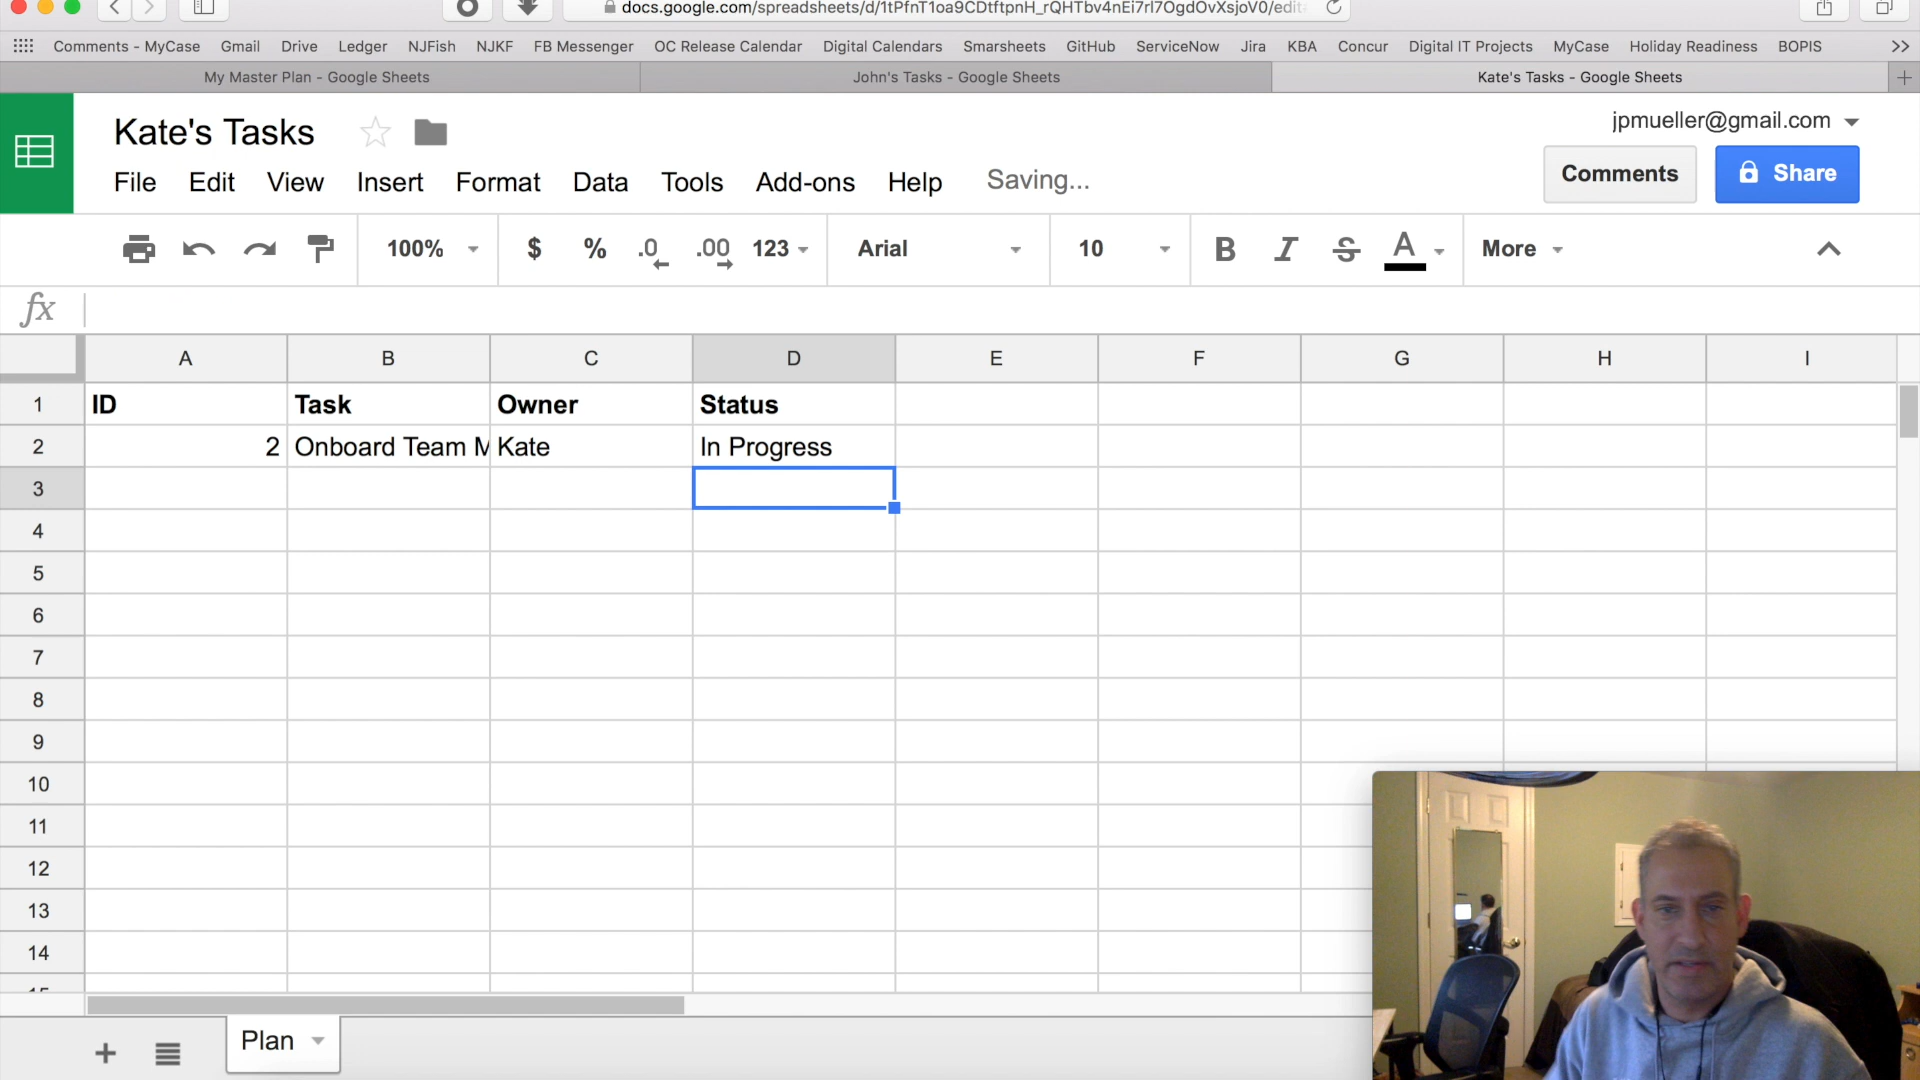 docs.google.com/spreadsheets/d/1tPfnT1oa9CDtftpnH_rQHTbv4nEi7rl7OgdOvXsjoV0/edit
Comments - MyCase Gmail Drive Ledger NJFish NJKF FB Messenger OC Release Calendar Digital Calendars Smarsheets GitHub ServiceNow Jira KBA Concur Digital IT Projects MyCase Holiday Readiness BOPIS >>
My Master Plan - Google Sheets John's Tasks - Google Sheets Kate's Tasks - Google Sheets +
Kate's Tasks
jpmueller@gmail.com
File Edit View Insert Format Data Tools Add-ons Help Saving...
Comments Share
100% $ % .0 .00 123 Arial 10 B I S A More
fx
A B C D E F G H I
1 ID Task Owner Status
2 2 Onboard Team M Kate In Progress
3
4
5
6
7
8
9
10
11
12
13
14
+ Plan